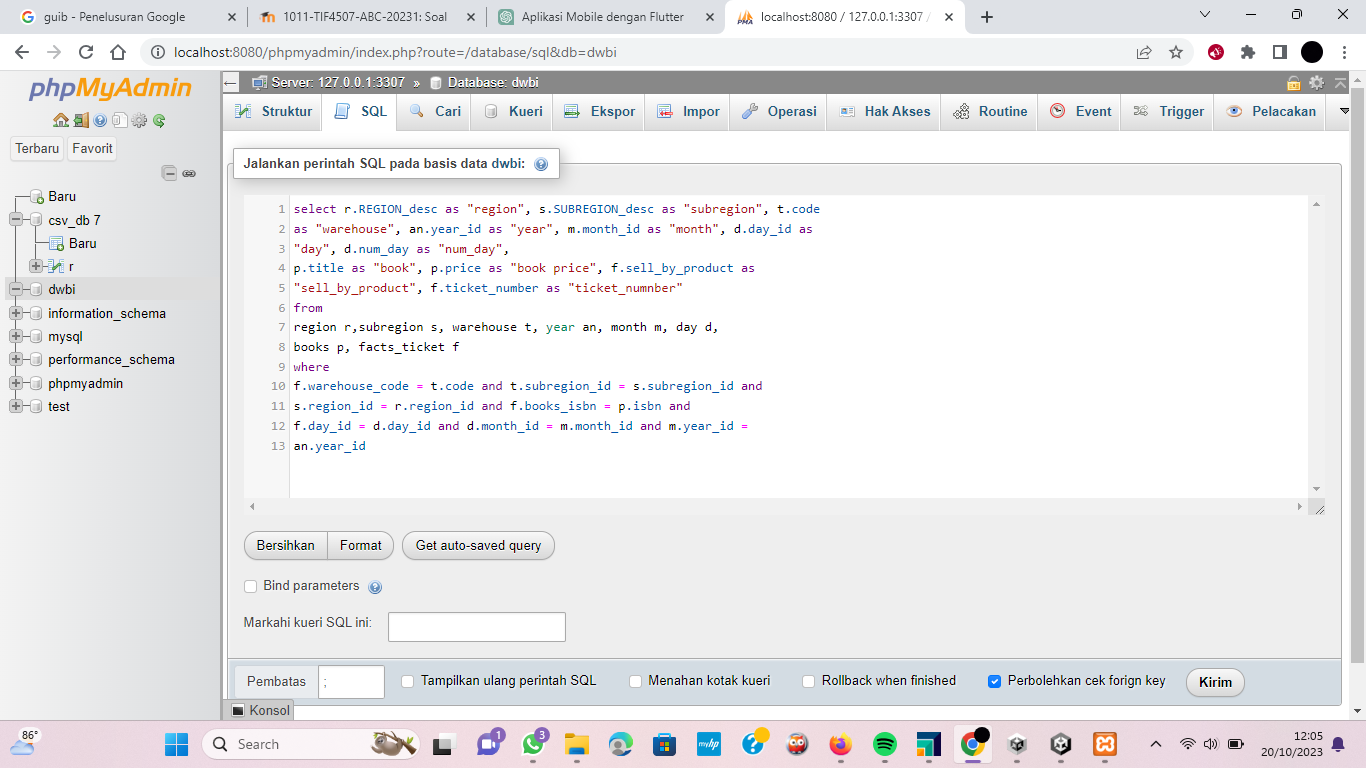 guib - Penelusuran Google
1011-TIF4507-ABC-20231: Soal
Aplikasi Mobile dengan Flutter
localhost:8080 / 127.0.0.1:3307 /
localhost:8080/phpmyadmin/index.php?route=/database/sql&db=dwbi
phpMyAdmin
Terbaru
Favorit
Baru
csv_db 7
Baru
r
dwbi
information_schema
mysql
performance_schema
phpmyadmin
test
Server: 127.0.0.1:3307 » Database: dwbi
Struktur
SQL
Cari
Kueri
Ekspor
Impor
Operasi
Hak Akses
Routine
Event
Trigger
Pelacakan
Jalankan perintah SQL pada basis data dwbi:
1 select r.REGION_desc as "region", s.SUBREGION_desc as "subregion", t.code
2 as "warehouse", an.year_id as "year", m.month_id as "month", d.day_id as
3 "day", d.num_day as "num_day",
4 p.title as "book", p.price as "book price", f.sell_by_product as
5 "sell_by_product", f.ticket_number as "ticket_numnber"
6 from
7 region r,subregion s, warehouse t, year an, month m, day d,
8 books p, facts_ticket f
9 where
10 f.warehouse_code = t.code and t.subregion_id = s.subregion_id and
11 s.region_id = r.region_id and f.books_isbn = p.isbn and
12 f.day_id = d.day_id and d.month_id = m.month_id and m.year_id =
13 an.year_id
Bersihkan
Format
Get auto-saved query
Bind parameters
Markahi kueri SQL ini:
Pembatas
;
Tampilkan ulang perintah SQL
Menahan kotak kueri
Rollback when finished
Perbolehkan cek forign key
Kirim
Konsol
86°
Search
1
3
myhp
12:05
20/10/2023